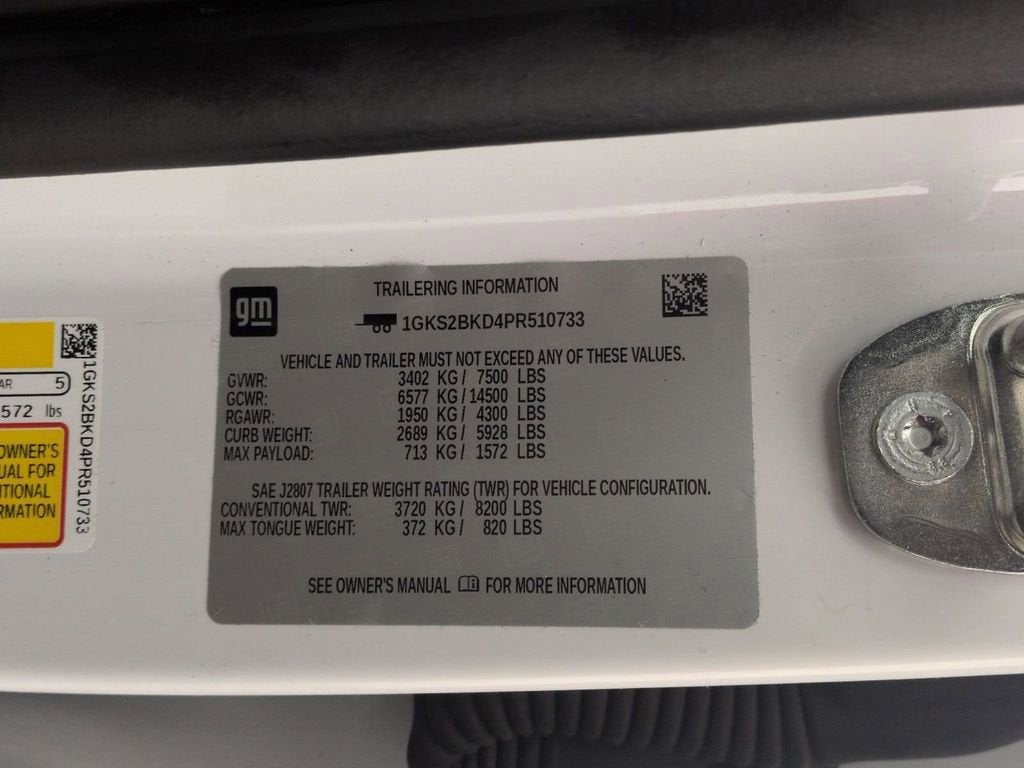 gm
TRAILERING INFORMATION
1GKS2BKD4PR510733
VEHICLE AND TRAILER MUST NOT EXCEED ANY OF THESE VALUES.
GVWR: 3402 KG / 7500 LBS
GCWR: 6577 KG / 14500 LBS
RGAWR: 1950 KG / 4300 LBS
CURB WEIGHT: 2689 KG / 5928 LBS
MAX PAYLOAD: 713 KG / 1572 LBS
SAE J2807 TRAILER WEIGHT RATING (TWR) FOR VEHICLE CONFIGURATION.
CONVENTIONAL TWR: 3720 KG / 8200 LBS
MAX TONGUE WEIGHT: 372 KG / 820 LBS
SEE OWNER'S MANUAL FOR MORE INFORMATION
AR 5
572 lbs
OWNER'S
UAL FOR
ITIONAL
RMATION
1GKS2BKD4PR510733